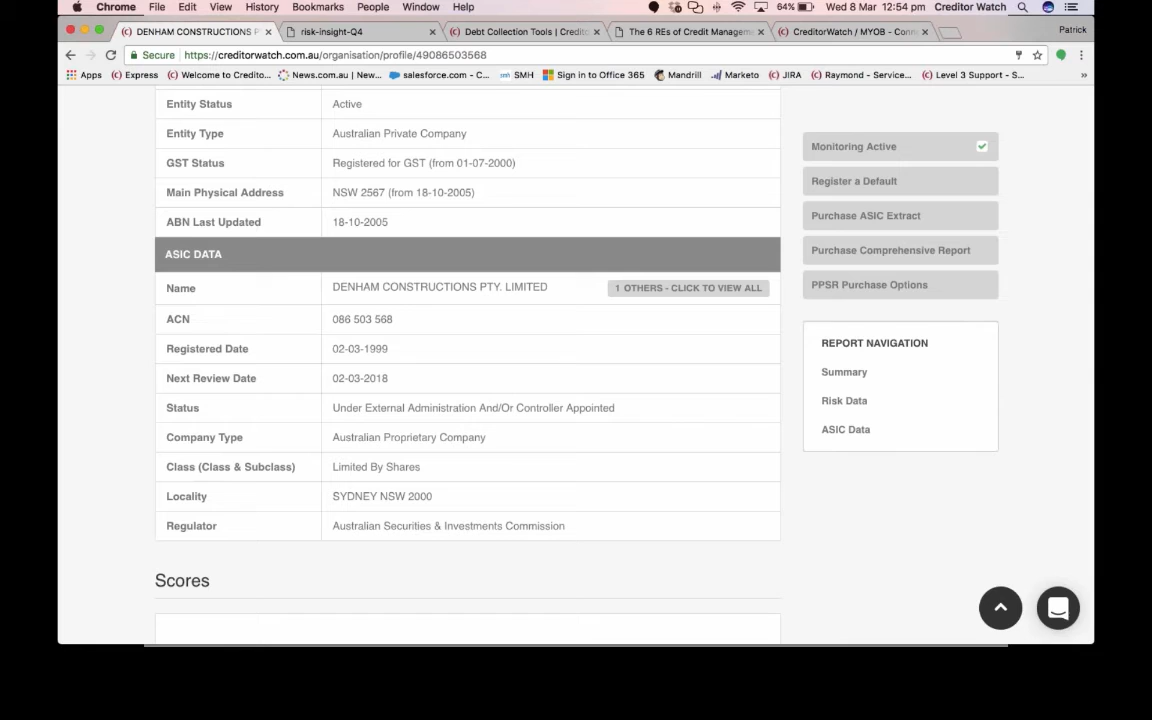 Chrome File Edit View History Bookmarks People Window Help 64% Wed 8 Mar 12:54 pm Creditor Watch
DENHAM CONSTRUCTIONS P risk-insight-Q4 Debt Collection Tools | Credito The 6 REs of Credit Managem CreditorWatch / MYOB - Conn Patrick
Secure https://creditorwatch.com.au/organisation/profile/49086503568
Apps Express Welcome to Credito... News.com.au | New... salesforce.com - C... SMH Sign in to Office 365 Mandrill Marketo JIRA Raymond - Service... Level 3 Support - S... »
Entity Status Active
Entity Type Australian Private Company
GST Status Registered for GST (from 01-07-2000)
Main Physical Address NSW 2567 (from 18-10-2005)
ABN Last Updated 18-10-2005
ASIC DATA
Name DENHAM CONSTRUCTIONS PTY. LIMITED 1 OTHERS - CLICK TO VIEW ALL
ACN 086 503 568
Registered Date 02-03-1999
Next Review Date 02-03-2018
Status Under External Administration And/Or Controller Appointed
Company Type Australian Proprietary Company
Class (Class & Subclass) Limited By Shares
Locality SYDNEY NSW 2000
Regulator Australian Securities & Investments Commission
Scores
Monitoring Active
Register a Default
Purchase ASIC Extract
Purchase Comprehensive Report
PPSR Purchase Options
REPORT NAVIGATION
Summary
Risk Data
ASIC Data